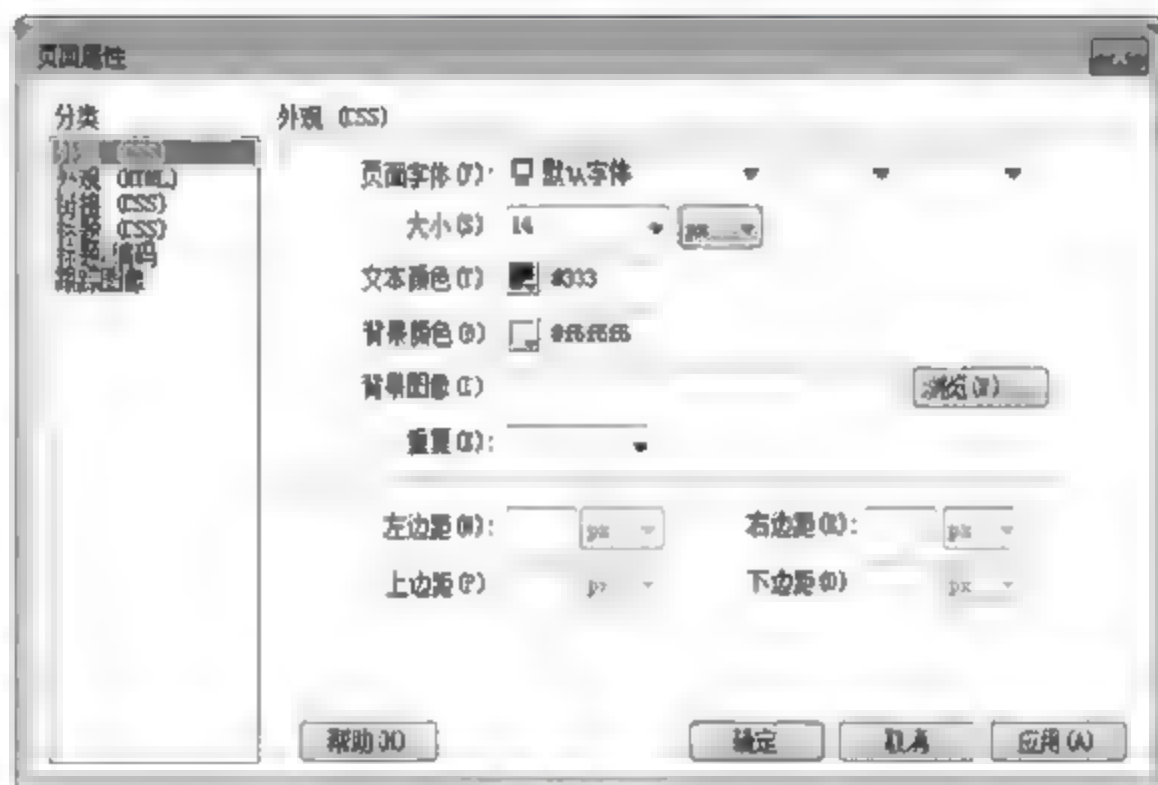 页面属性
分类
外观 (CSS)
外观 (HTML)
链接 (CSS)
标题 (CSS)
标题/编码
跟踪图像
外观 (CSS)
页面字体(F): 默认字体
大小(S) 14 px
文本颜色(T) #333
背景颜色(B) #f6f6f6
背景图像(I) 浏览(W)
重复(E):
左边距(M): px 右边距(R): px
上边距(P) px 下边距(O) px
帮助(H) 确定 取消 应用(A)